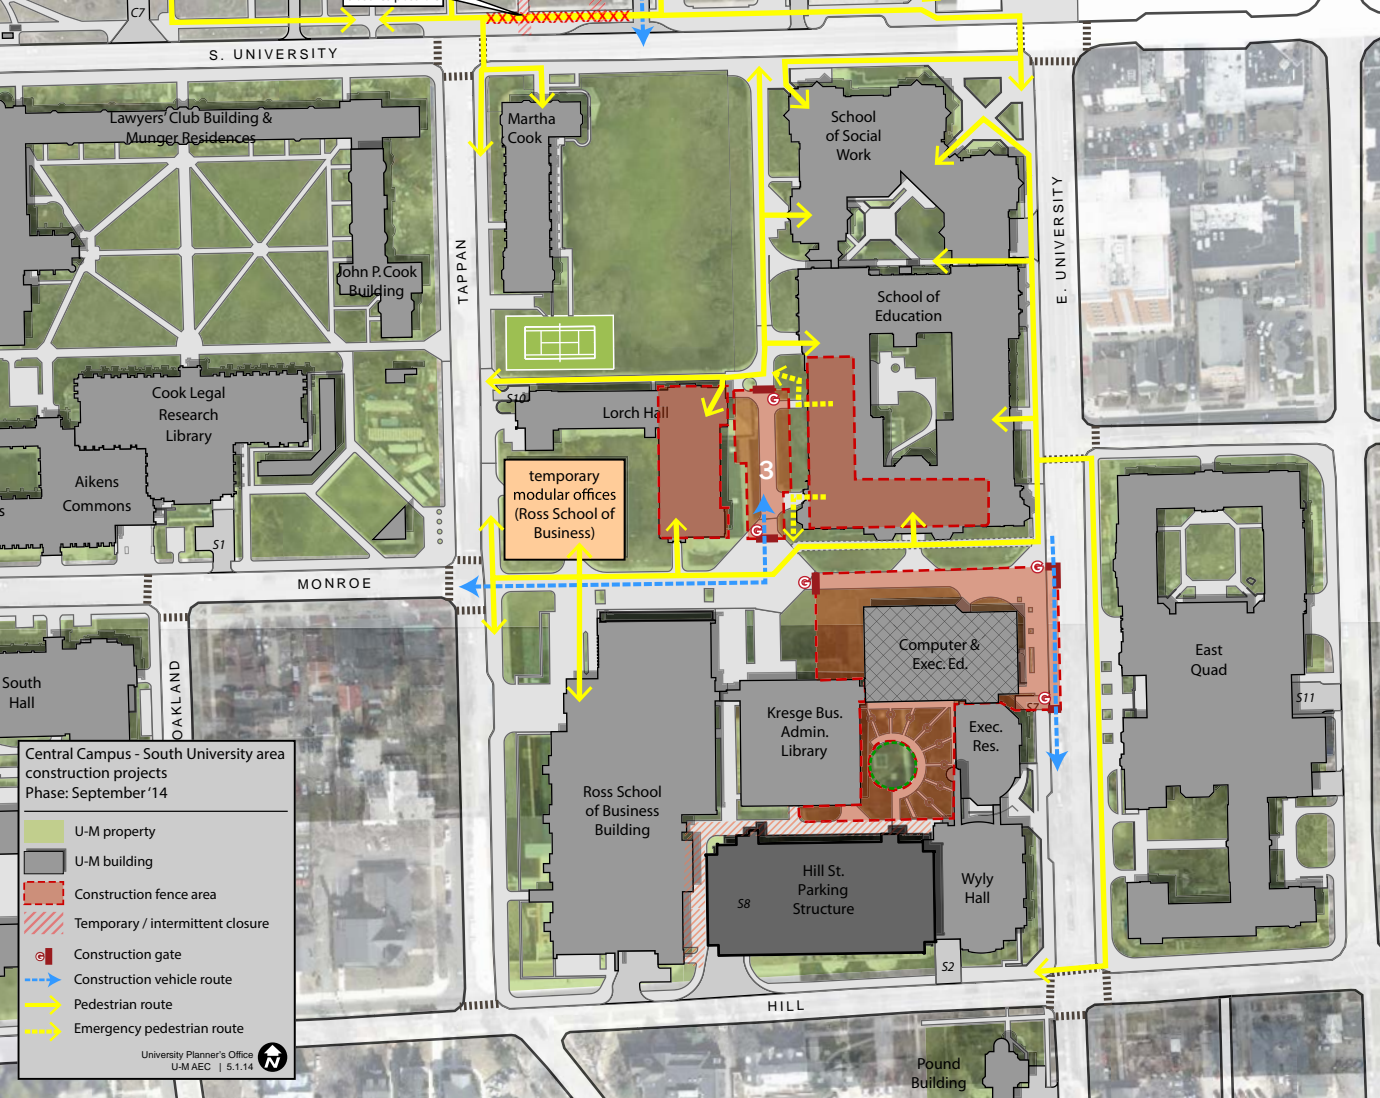 C7
S. UNIVERSITY
Lawyers' Club Building &
Munger Residences
Martha
Cook
School
of Social
Work
TAPPAN
E. UNIVERSITY
John P. Cook
Building
School of
Education
Cook Legal
Research
Library
S10
Lorch Hall
Aikens
Commons
s
temporary
modular offices
(Ross School of
Business)
3
G
G
S1
MONROE
G
G
Computer &
Exec. Ed.
East
Quad
South
Hall
OAKLAND
G
S7
S11
Kresge Bus.
Admin.
Library
Exec.
Res.
Ross School
of Business
Building
Hill St.
Parking
Structure
S8
Wyly
Hall
S2
HILL
Pound
Building
Central Campus - South University area
construction projects
Phase: September '14
U-M property
U-M building
Construction fence area
Temporary / intermittent closure
G
Construction gate
Construction vehicle route
Pedestrian route
Emergency pedestrian route
University Planner's Office
U-M AEC | 5.1.14
N